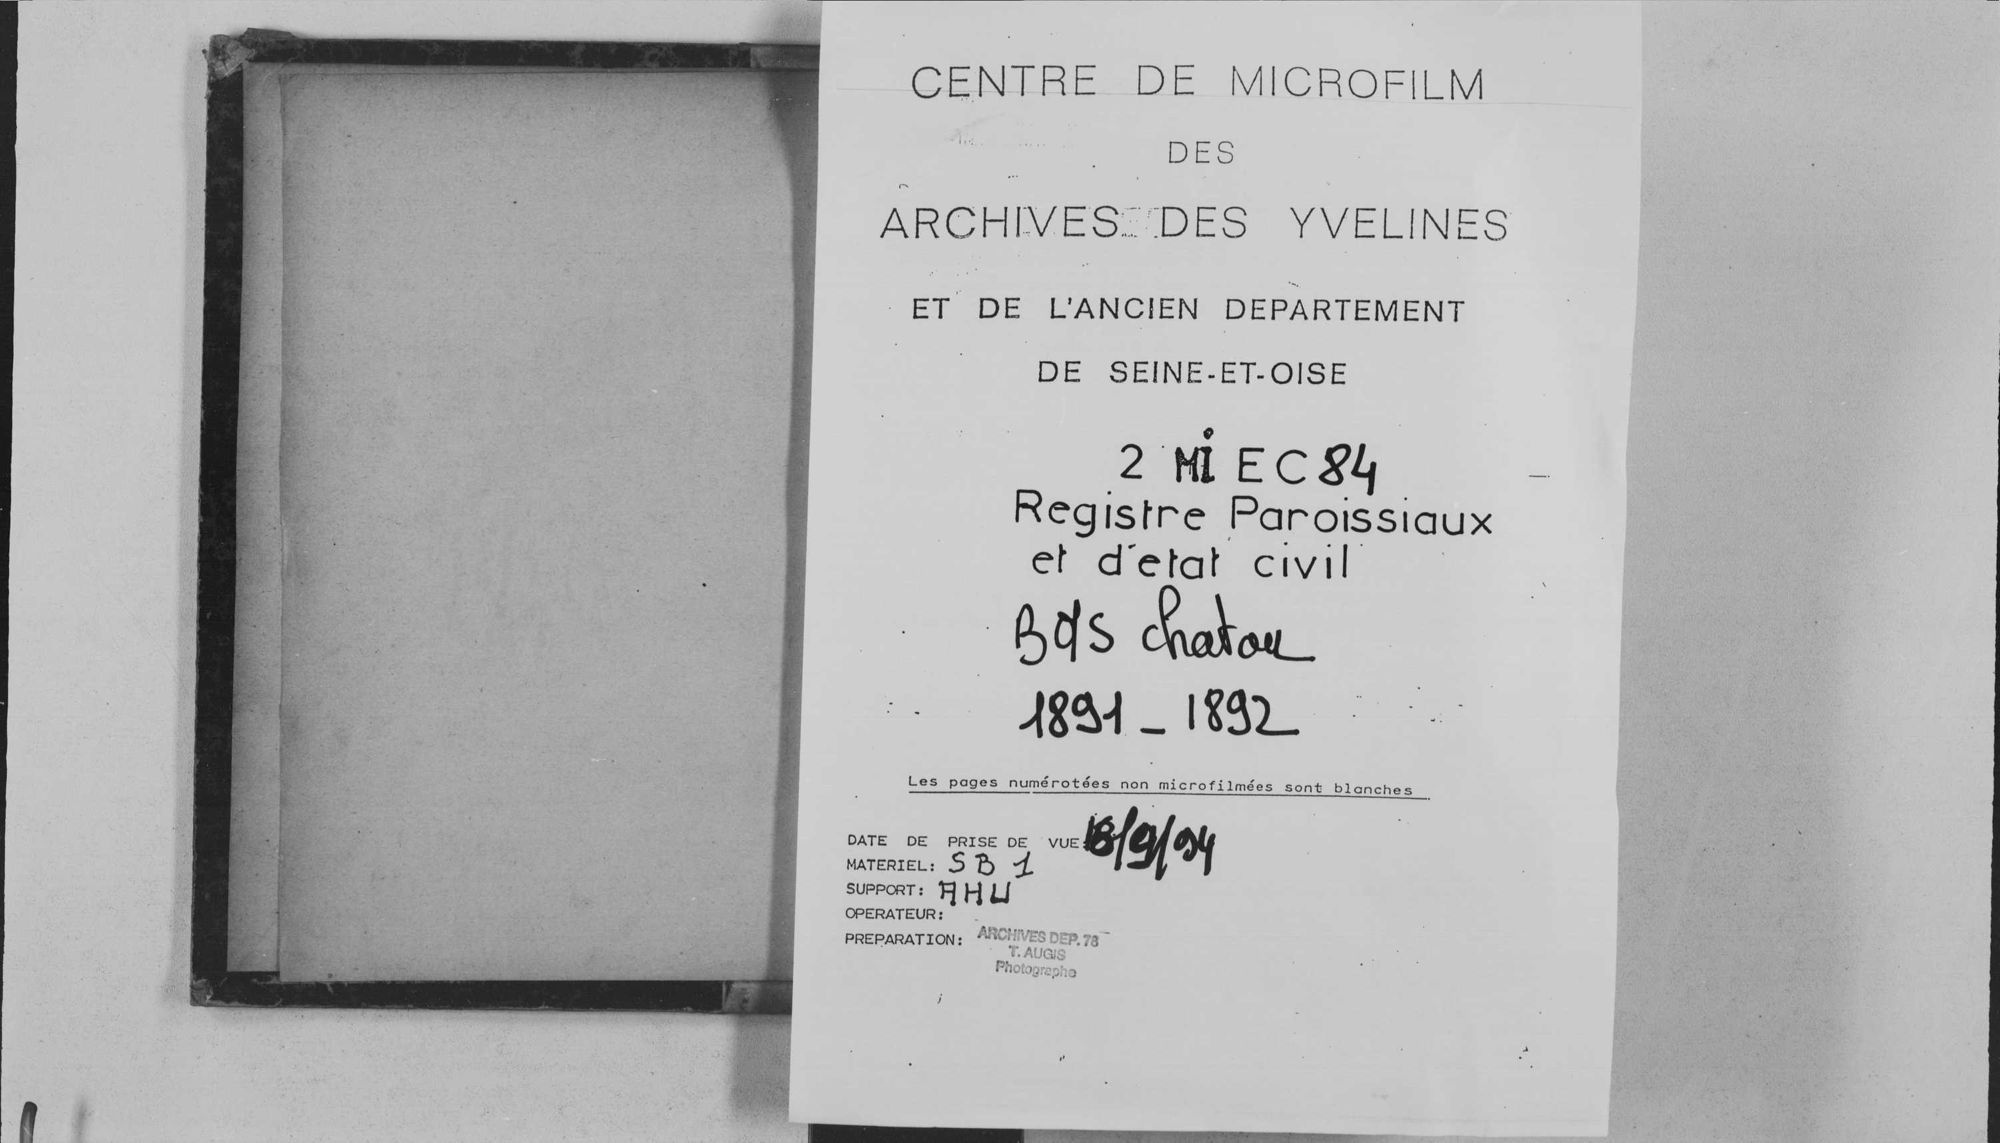 CENTRE DE MICROFILM
DES
ARCHIVES DES YVELINES
ET DE L'ANCIEN DEPARTEMENT
DE SEINE-ET-OISE
2 Mi EC 84
Registre Paroissiaux
et d'etat civil
chatou
1891 - 1892
Les pages numérotées non microfilmées sont blanches
DATE DE PRISE DE VUE: 18/9/94
MATERIEL: SB 1
SUPPORT: AHU
OPERATEUR:
PREPARATION: ARCHIVES DEP. 78
T. AUGIS
Photographe